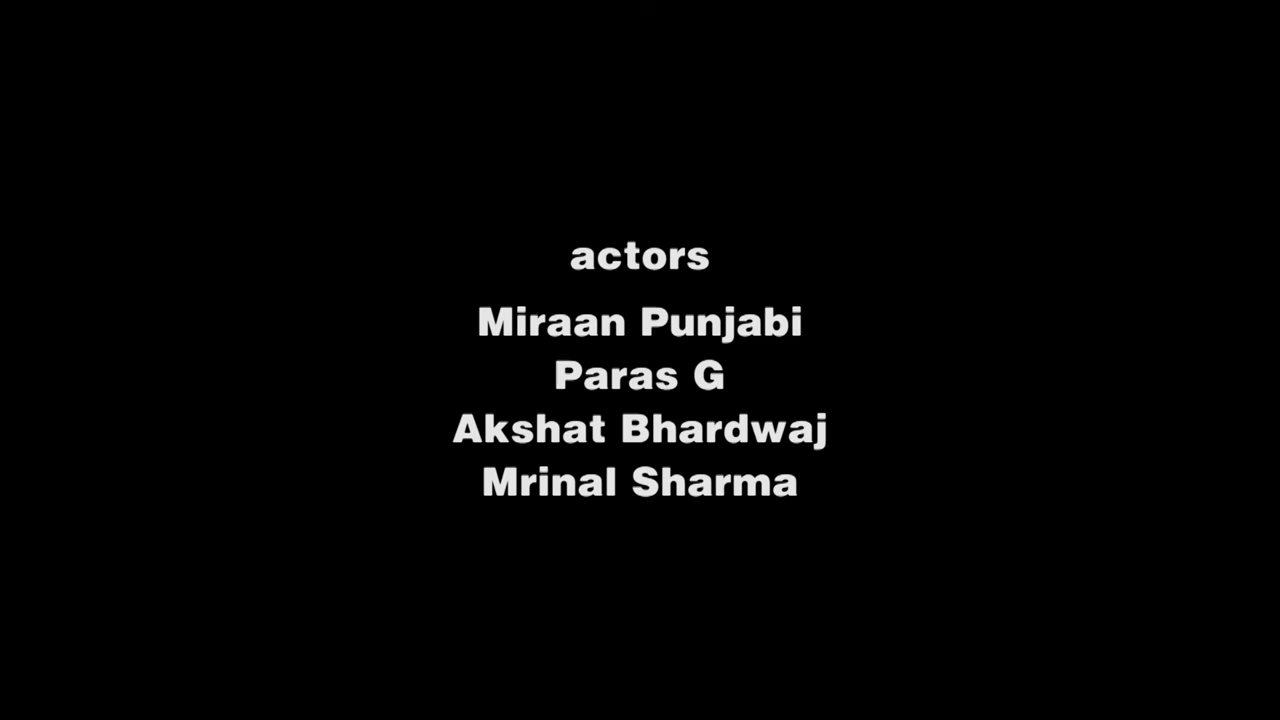 actors
Miraan Punjabi
Paras G
Akshat Bhardwaj
Mrinal Sharma